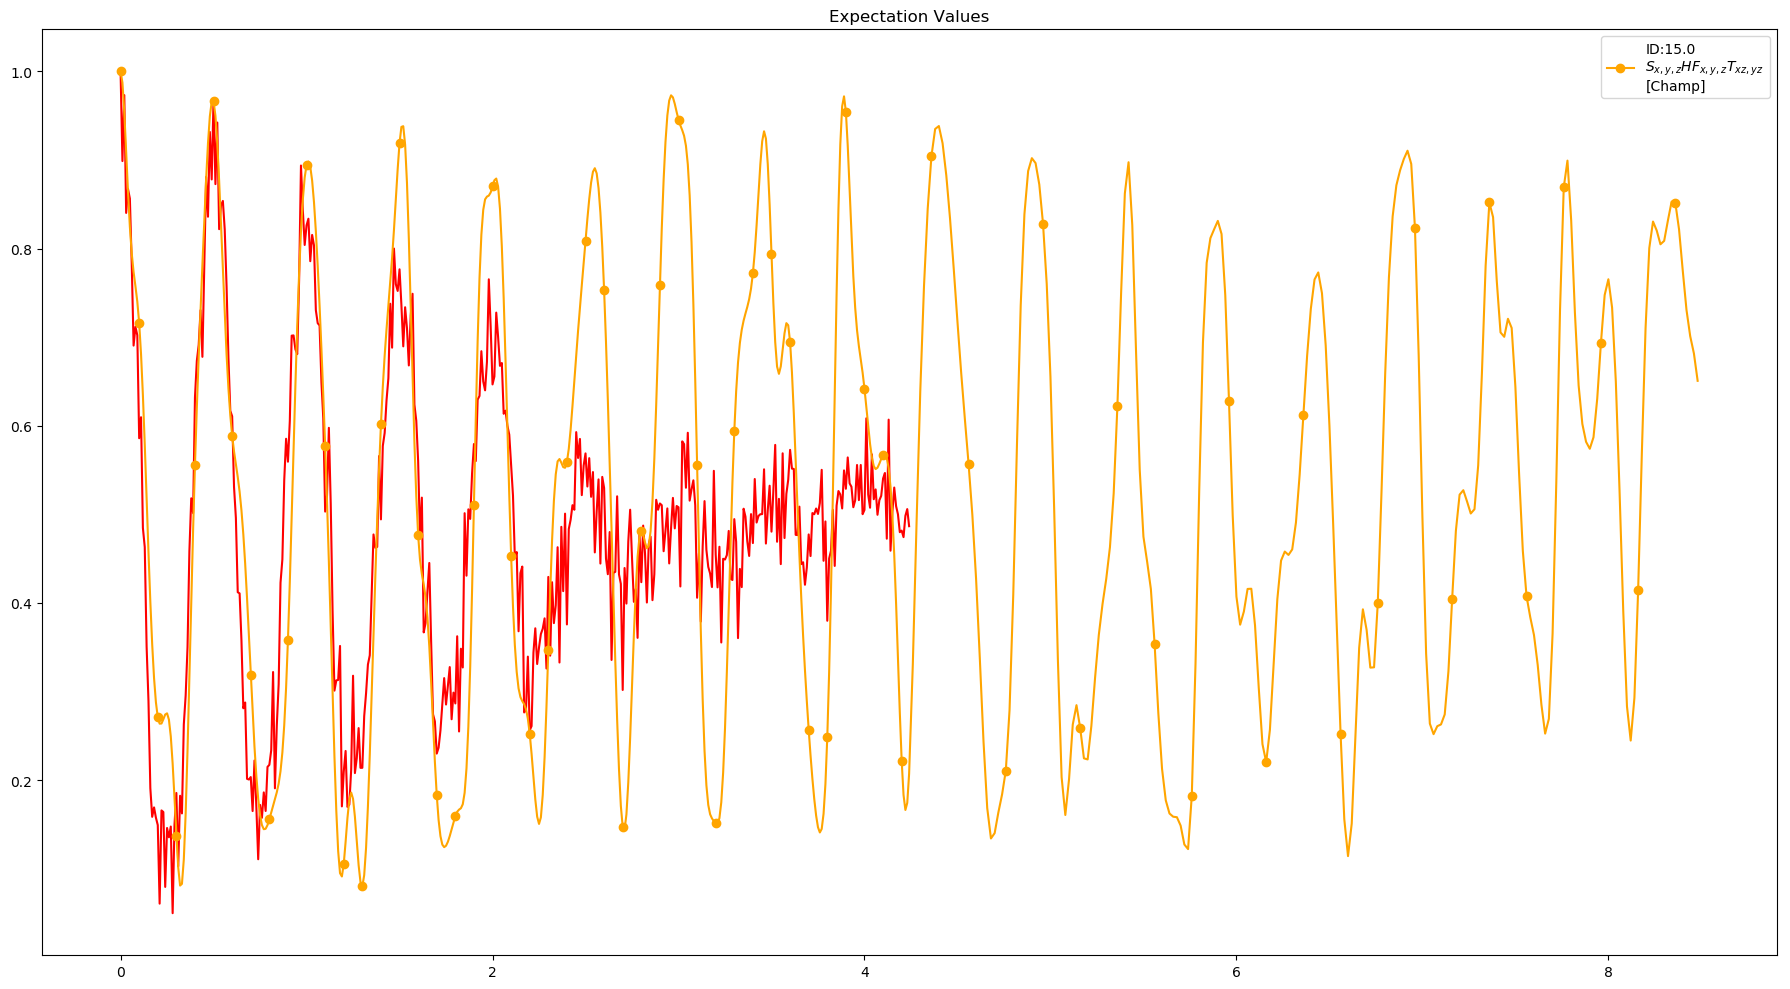 Expectation Values
ID:15.0
$S_{x,y,z}HF_{x,y,z}T_{xz,yz}$
[Champ]
1.0
0.8
0.6
0.4
0.2
0 2 4 6 8